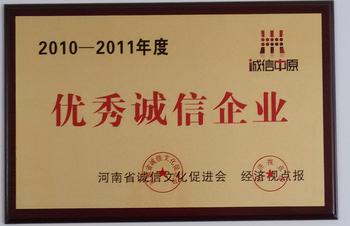 2010—2011年度
诚信中原
优秀诚信企业
河南省诚信文化促进会 经济视点报